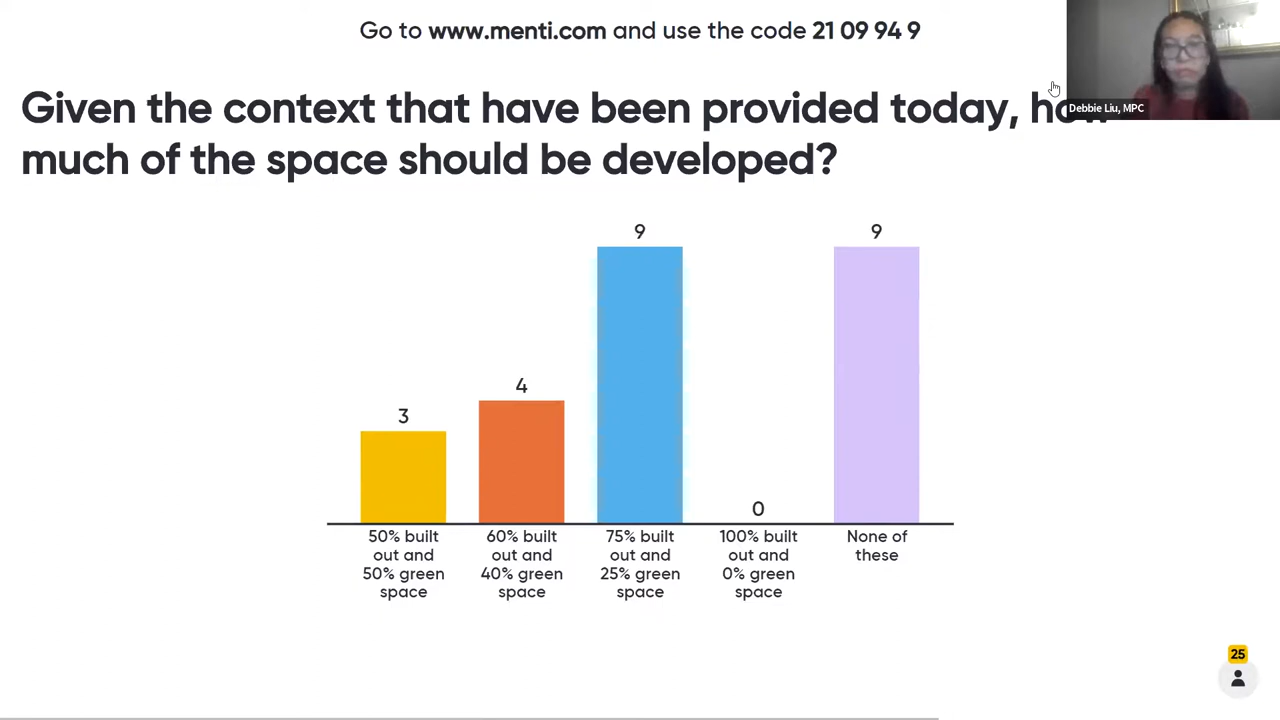 Go to www.menti.com and use the code 21 09 94 9
Debbie Liu, MPC
Given the context that have been provided today, how
much of the space should be developed?
3
4
9
0
9
50% built
out and
50% green
space
60% built
out and
40% green
space
75% built
out and
25% green
space
100% built
out and
0% green
space
None of
these
25